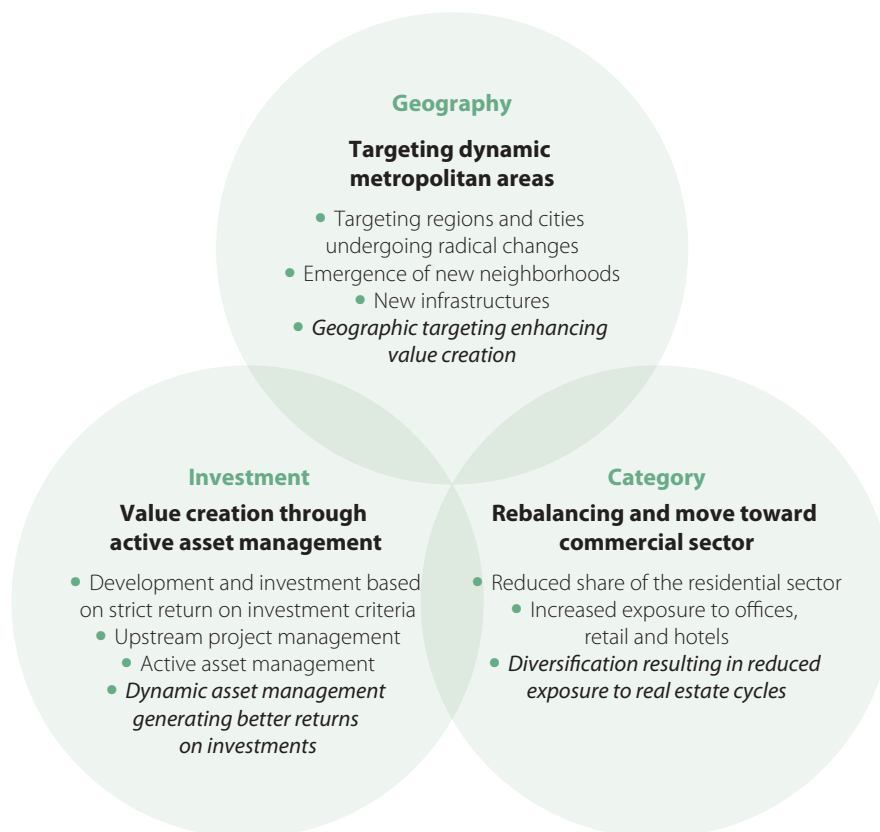 Geography
Targeting dynamic
metropolitan areas
• Targeting regions and cities
undergoing radical changes
• Emergence of new neighborhoods
• New infrastructures
• Geographic targeting enhancing
value creation
Investment
Value creation through
active asset management
• Development and investment based
on strict return on investment criteria
• Upstream project management
• Active asset management
• Dynamic asset management
generating better returns
on investments
Category
Rebalancing and move toward
commercial sector
• Reduced share of the residential sector
• Increased exposure to offices,
retail and hotels
• Diversification resulting in reduced
exposure to real estate cycles